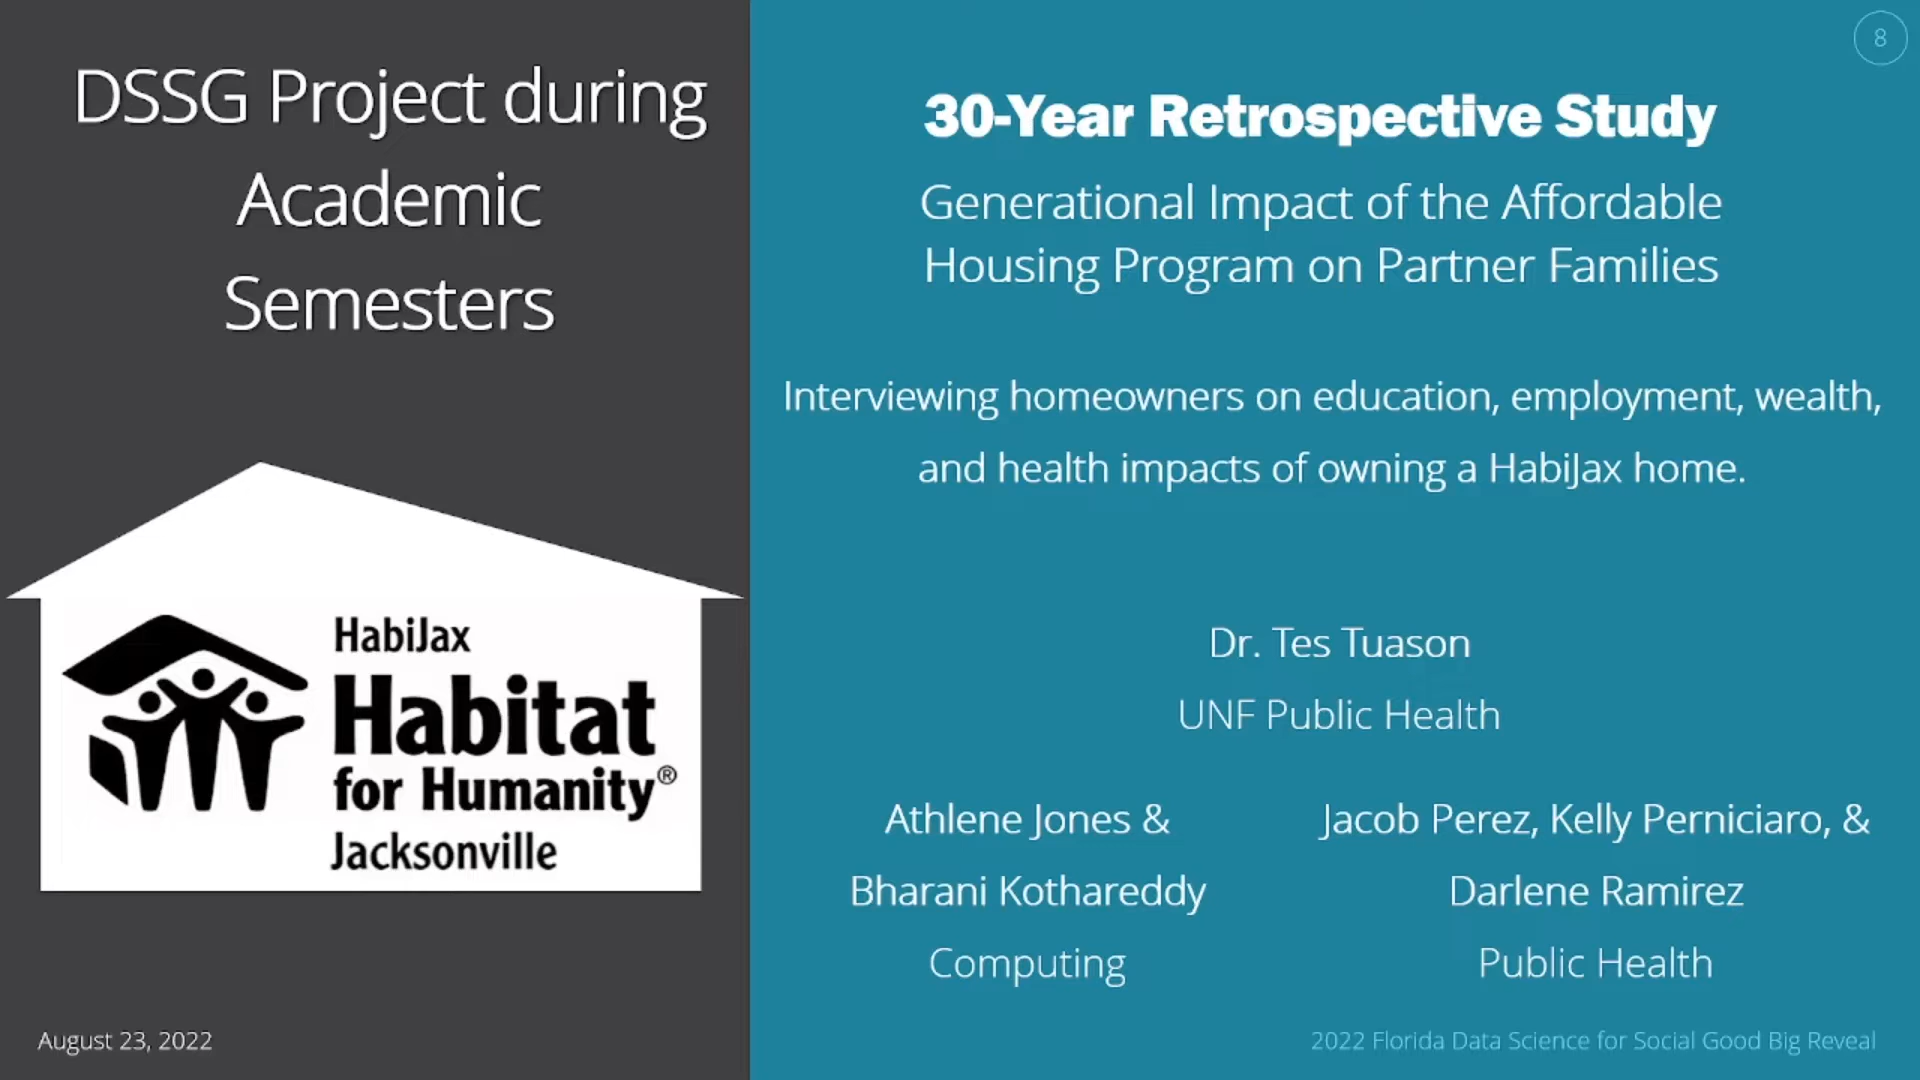 DSSG Project during
Academic
Semesters
HabiJax
Habitat
for Humanity®
Jacksonville
August 23, 2022
8
30-Year Retrospective Study
Generational Impact of the Affordable
Housing Program on Partner Families
Interviewing homeowners on education, employment, wealth,
and health impacts of owning a HabiJax home.
Dr. Tes Tuason
UNF Public Health
Athlene Jones &
Bharani Kothareddy
Computing
Jacob Perez, Kelly Perniciaro, &
Darlene Ramirez
Public Health
2022 Florida Data Science for Social Good Big Reveal